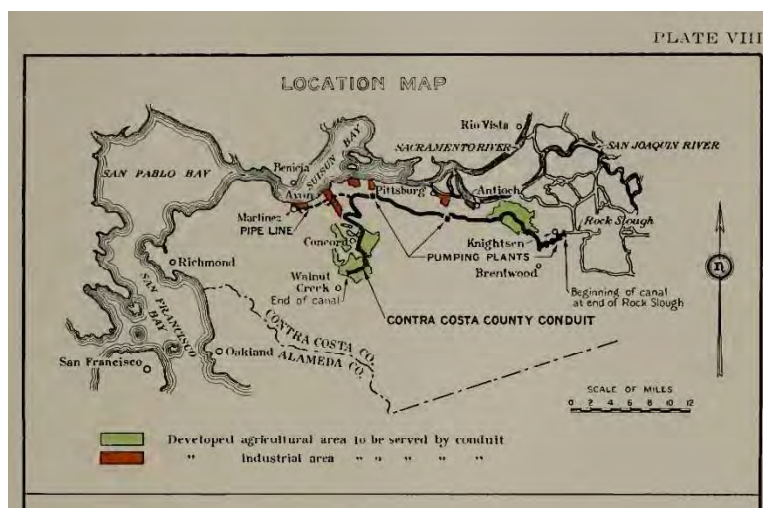 PLATE VIII
LOCATION MAP
Rio Vista
SACRAMENTO RIVER
SAN JOAQUIN RIVER
SUISUN BAY
Benicia
SAN PABLO BAY
Avon
Pittsburg
Antioch
Martinez
PIPE LINE
Rock Slough
Concord
Knightsen
PUMPING PLANTS
Richmond
Walnut
Creek
Brentwood
End of canal
Beginning of canal
at end of Rock Slough
SAN FRANCISCO
BAY
CONTRA COSTA COUNTY CONDUIT
CONTRA COSTA CO.
ALAMEDA CO.
Oakland
San Francisco
n
SCALE OF MILES
0 2 4 6 8 10 12
Developed agricultural area to be served by conduit
" industrial area " " " " "